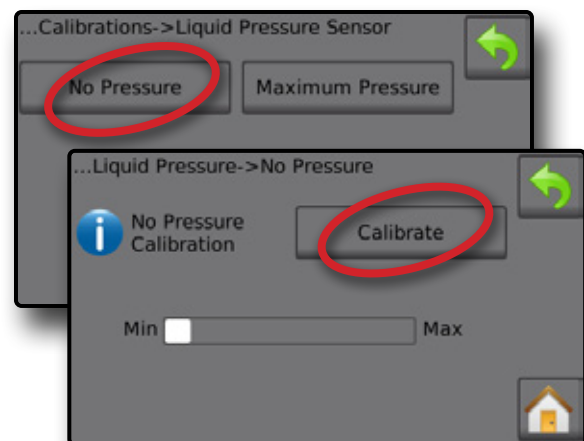 ...Calibrations->Liquid Pressure Sensor
No Pressure
Maximum Pressure
...Liquid Pressure->No Pressure
No Pressure
Calibration
Calibrate
Min
Max